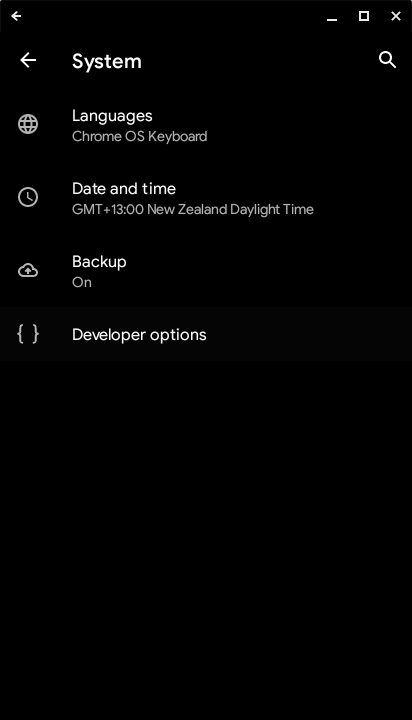 System
Languages
Chrome OS Keyboard
Date and time
GMT+13:00 New Zealand Daylight Time
Backup
On
Developer options